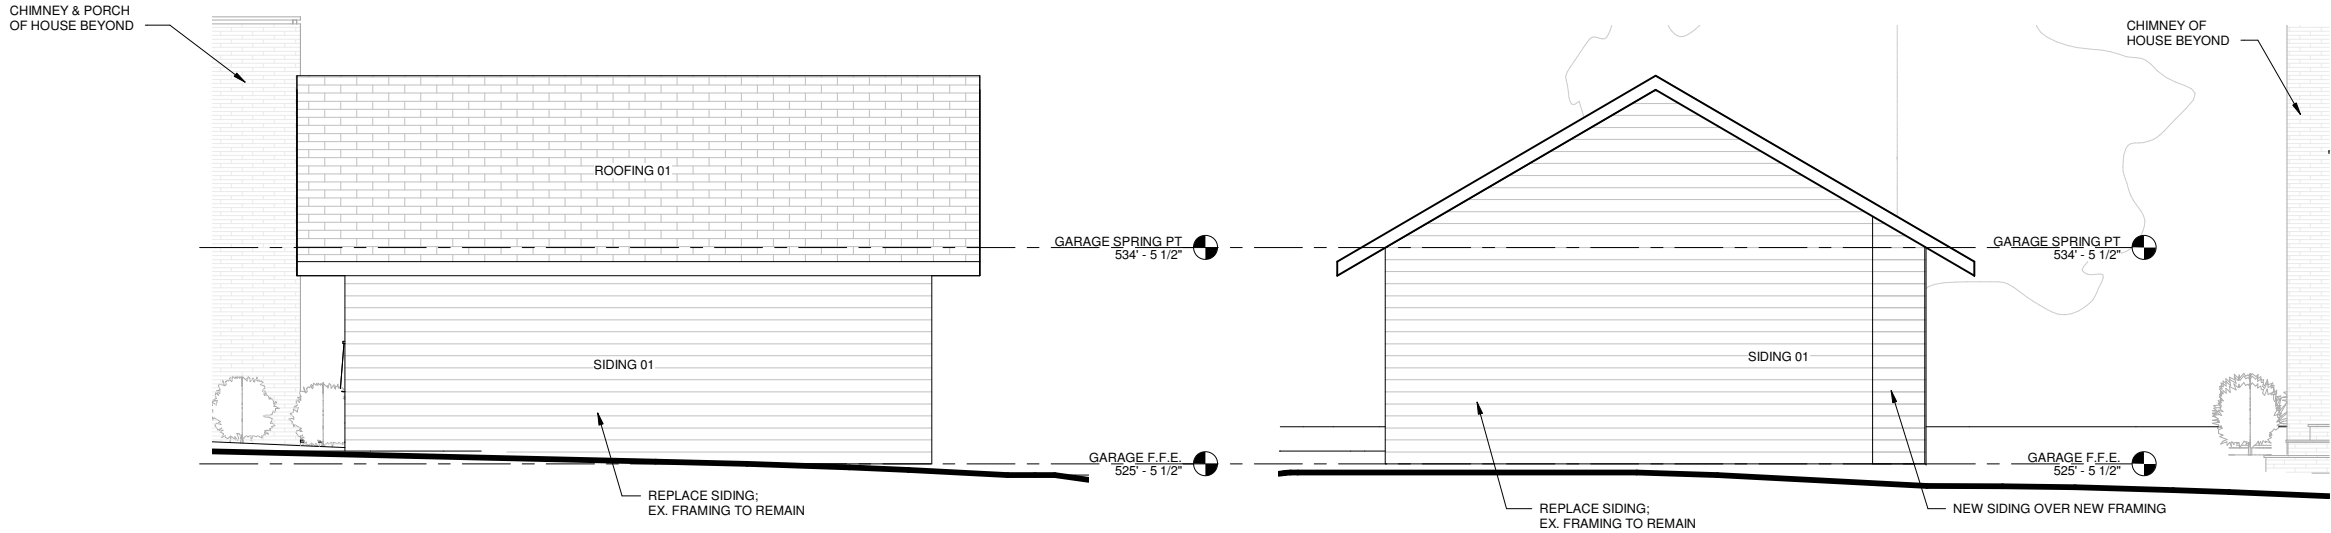 CHIMNEY & PORCH
OF HOUSE BEYOND
ROOFING 01
SIDING 01
REPLACE SIDING;
EX. FRAMING TO REMAIN
GARAGE SPRING PT
534' - 5 1/2"
GARAGE F.F.E.
525' - 5 1/2"
SIDING 01
REPLACE SIDING;
EX. FRAMING TO REMAIN
NEW SIDING OVER NEW FRAMING
GARAGE SPRING PT
534' - 5 1/2"
GARAGE F.F.E.
525' - 5 1/2"
CHIMNEY OF
HOUSE BEYOND